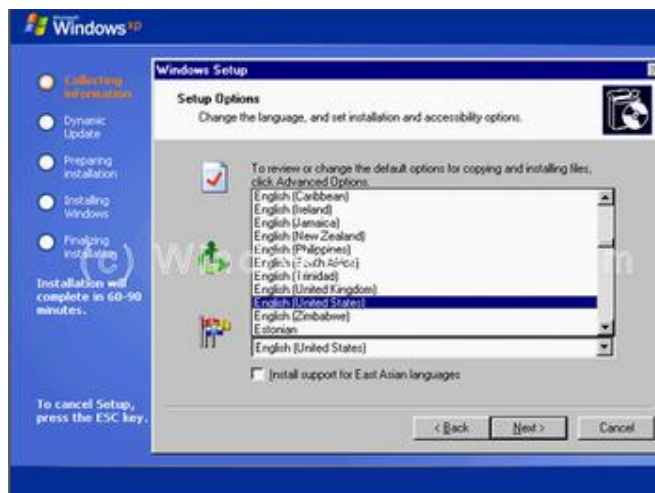 Microsoft
Windows xp
Collecting
information
Dynamic
Update
Preparing
installation
Installing
Windows
Finalizing
installation
Installation will
complete in 60-90
minutes.
To cancel Setup,
press the ESC key.
Windows Setup
Setup Options
Change the language, and set installation and accessibility options.
To review or change the default options for copying and installing files,
click Advanced Options.
English (Caribbean)
English (Ireland)
English (Jamaica)
English (New Zealand)
English (Philippines)
English (South Africa)
English (Trinidad)
English (United Kingdom)
English (United States)
English (Zimbabwe)
Estonian
English (United States)
Install support for East Asian languages
< Back
Next >
Cancel
(c)